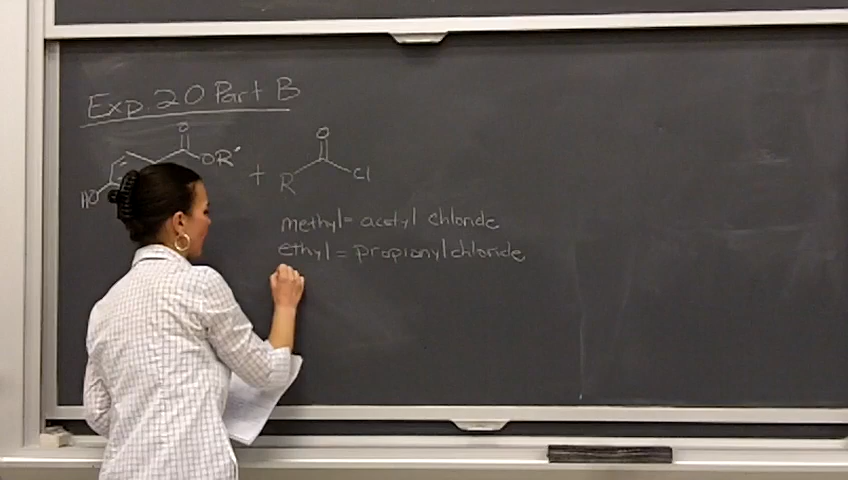 Exp. 20 Part B
O
OR'
HO
+
O
R
Cl
methyl = acetyl chloride
ethyl = propionyl chloride